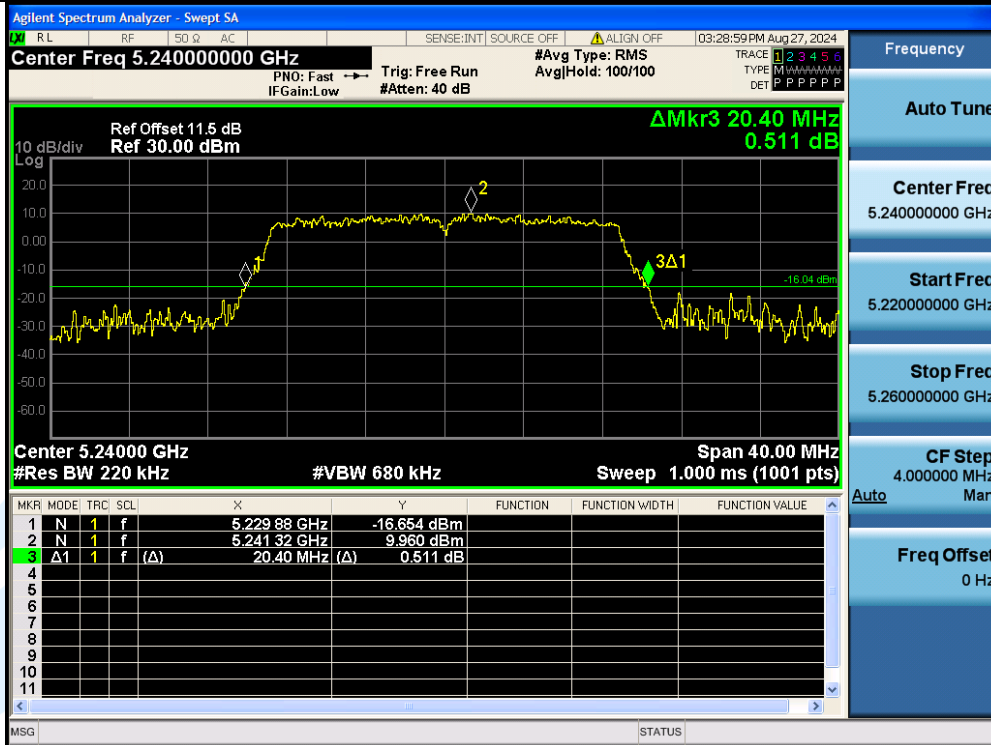 Agilent Spectrum Analyzer - Swept SA
LXI RL RF 50 Ω AC SENSE:INT SOURCE OFF ALIGN OFF 03:28:59 PM Aug 27, 2024
Center Freq 5.240000000 GHz
PNO: Fast
IFGain:Low
Trig: Free Run
#Atten: 40 dB
#Avg Type: RMS
Avg|Hold: 100/100
TRACE 1 2 3 4 5 6
TYPE M WWWWW
DET P P P P P P
Ref Offset 11.5 dB
Ref 30.00 dBm
10 dB/div
Log
ΔMkr3 20.40 MHz
0.511 dB
20.0
10.0
0.00
-10.0
-20.0
-30.0
-40.0
-50.0
-60.0
1
2
3Δ1
-16.04 dBm
Center 5.24000 GHz Span 40.00 MHz
#Res BW 220 kHz #VBW 680 kHz Sweep 1.000 ms (1001 pts)
MKR MODE TRC SCL X Y FUNCTION FUNCTION WIDTH FUNCTION VALUE
1 N 1 f 5.229 88 GHz -16.654 dBm
2 N 1 f 5.241 32 GHz 9.960 dBm
3 Δ1 1 f (Δ) 20.40 MHz (Δ) 0.511 dB
4
5
6
7
8
9
10
11
MSG STATUS
Frequency
Auto Tune
Center Freq
5.240000000 GHz
Start Freq
5.220000000 GHz
Stop Freq
5.260000000 GHz
CF Step
4.000000 MHz
Auto Man
Freq Offset
0 Hz